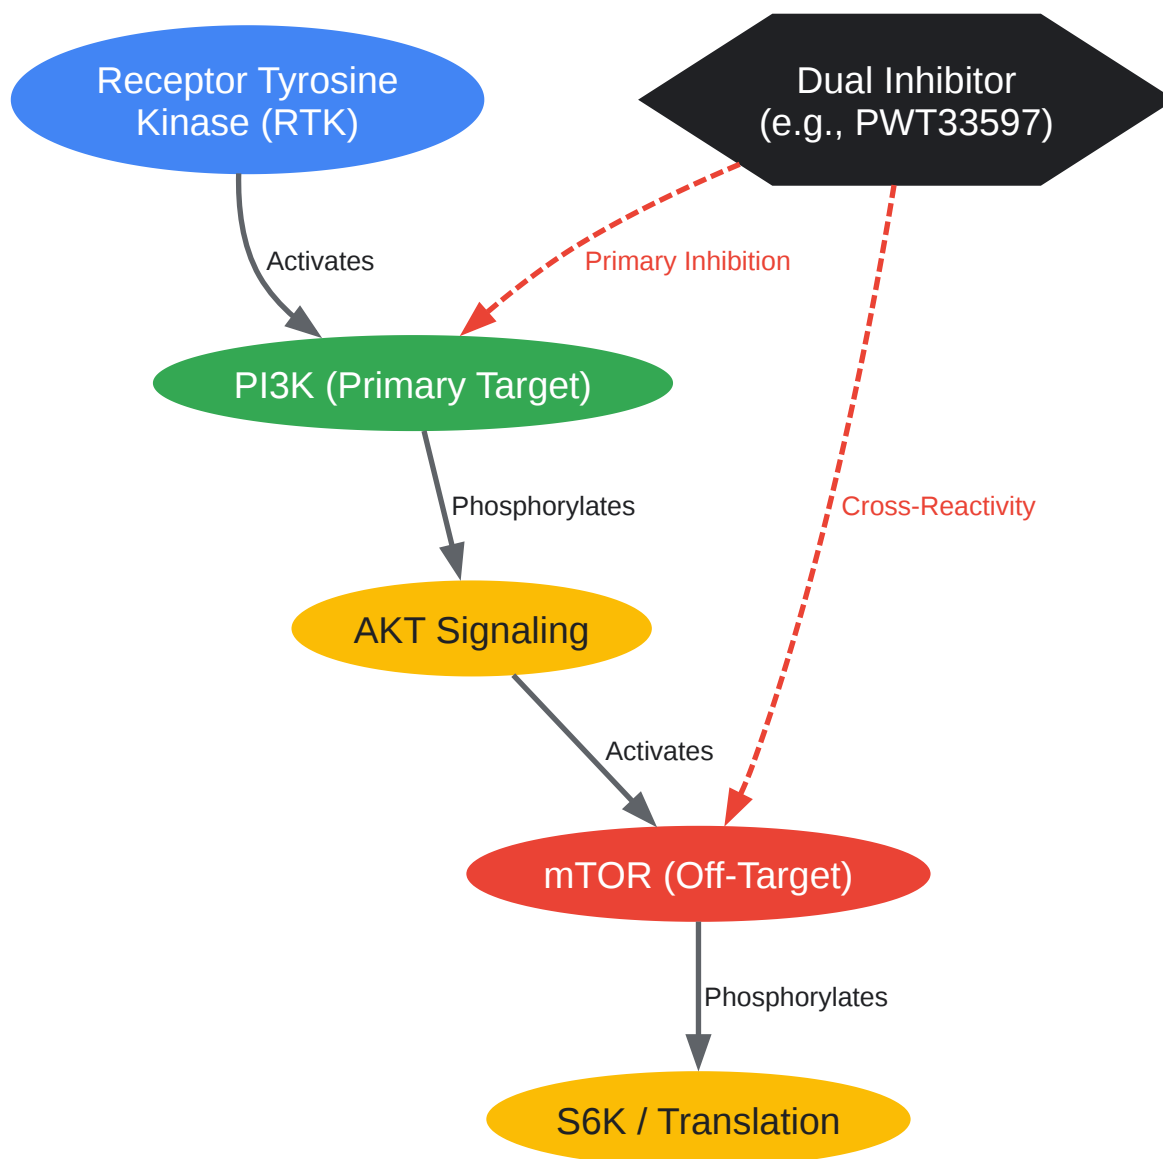 Receptor Tyrosine
Kinase (RTK)
Dual Inhibitor
(e.g., PWT33597)
Activates
Primary Inhibition
PI3K (Primary Target)
Phosphorylates
Cross-Reactivity
AKT Signaling
Activates
mTOR (Off-Target)
Phosphorylates
S6K / Translation